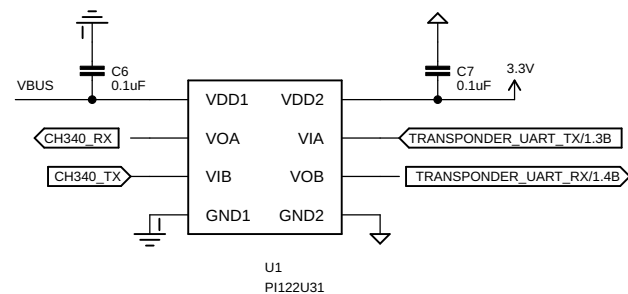 C6
0.1uF
C7
0.1uF
3.3V
VBUS
VDD1
VDD2
CH340_RX
VOA
VIA
TRANSPONDER_UART_TX/1.3B
CH340_TX
VIB
VOB
TRANSPONDER_UART_RX/1.4B
GND1
GND2
U1
PI122U31